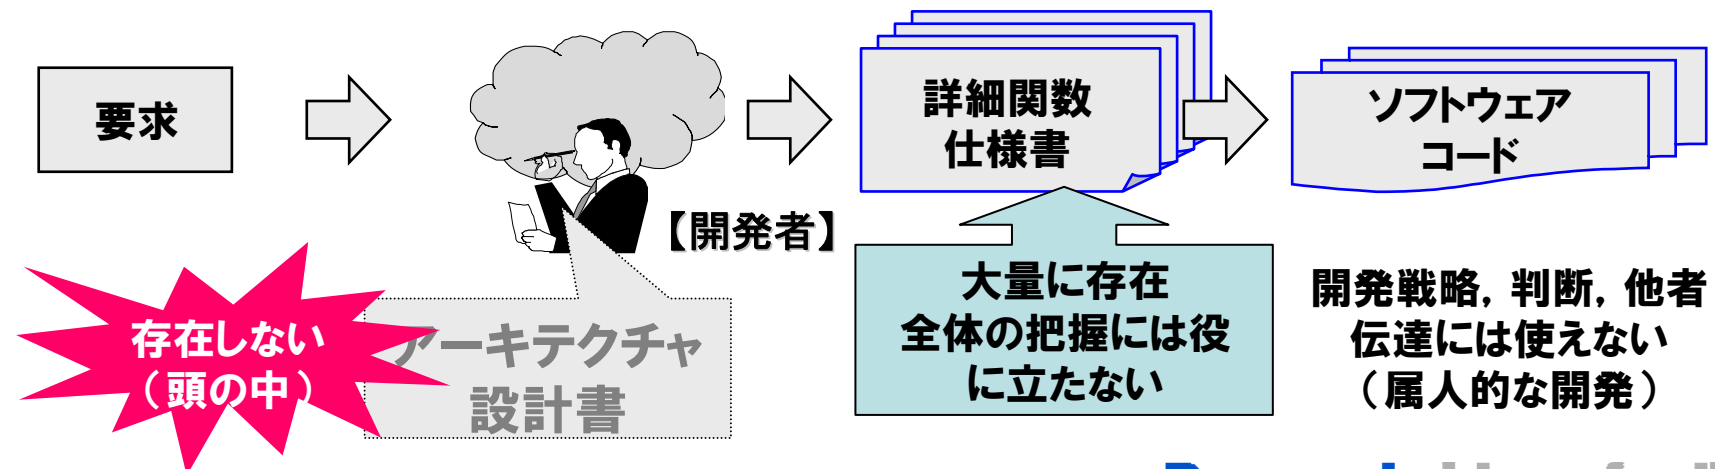 要求
【開発者】
詳細関数
仕様書
ソフトウェア
コード
存在しない
（頭の中）
アーキテクチャ
設計書
大量に存在
全体の把握には役
に立たない
開発戦略, 判断, 他者
伝達には使えない
（属人的な開発）